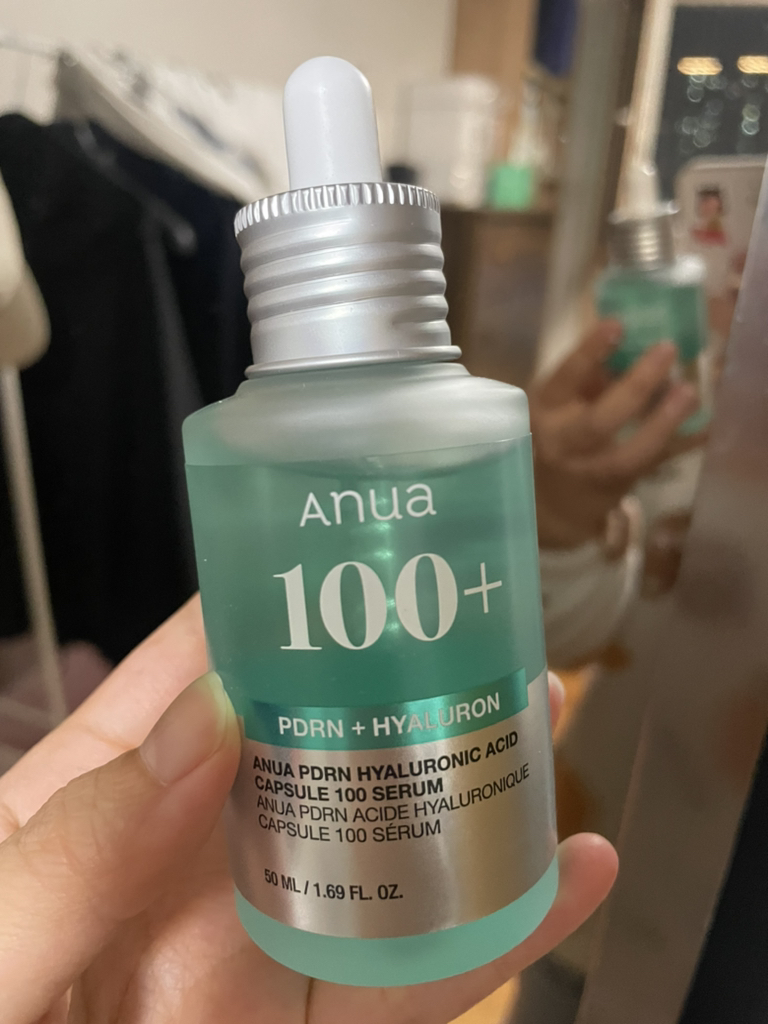 Anua
100+
PDRN + HYALURON
ANUA PDRN HYALURONIC ACID
CAPSULE 100 SERUM
ANUA PDRN ACIDE HYALURONIQUE
CAPSULE 100 SÉRUM
50 ML / 1.69 FL. OZ.